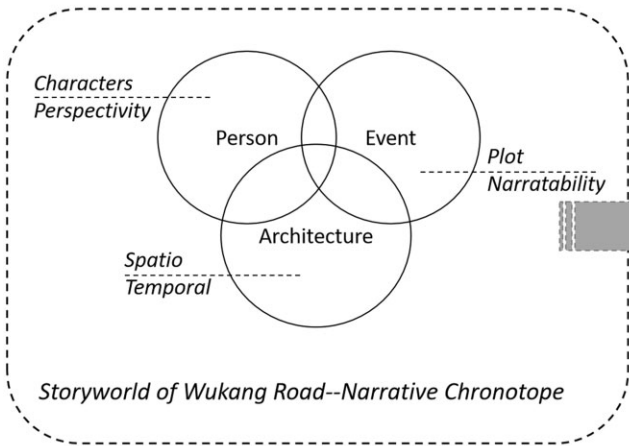 Characters
Perspectivity
Person
Event
Plot
Narratability
Architecture
Spatio
Temporal
Storyworld of Wukang Road--Narrative Chronotope